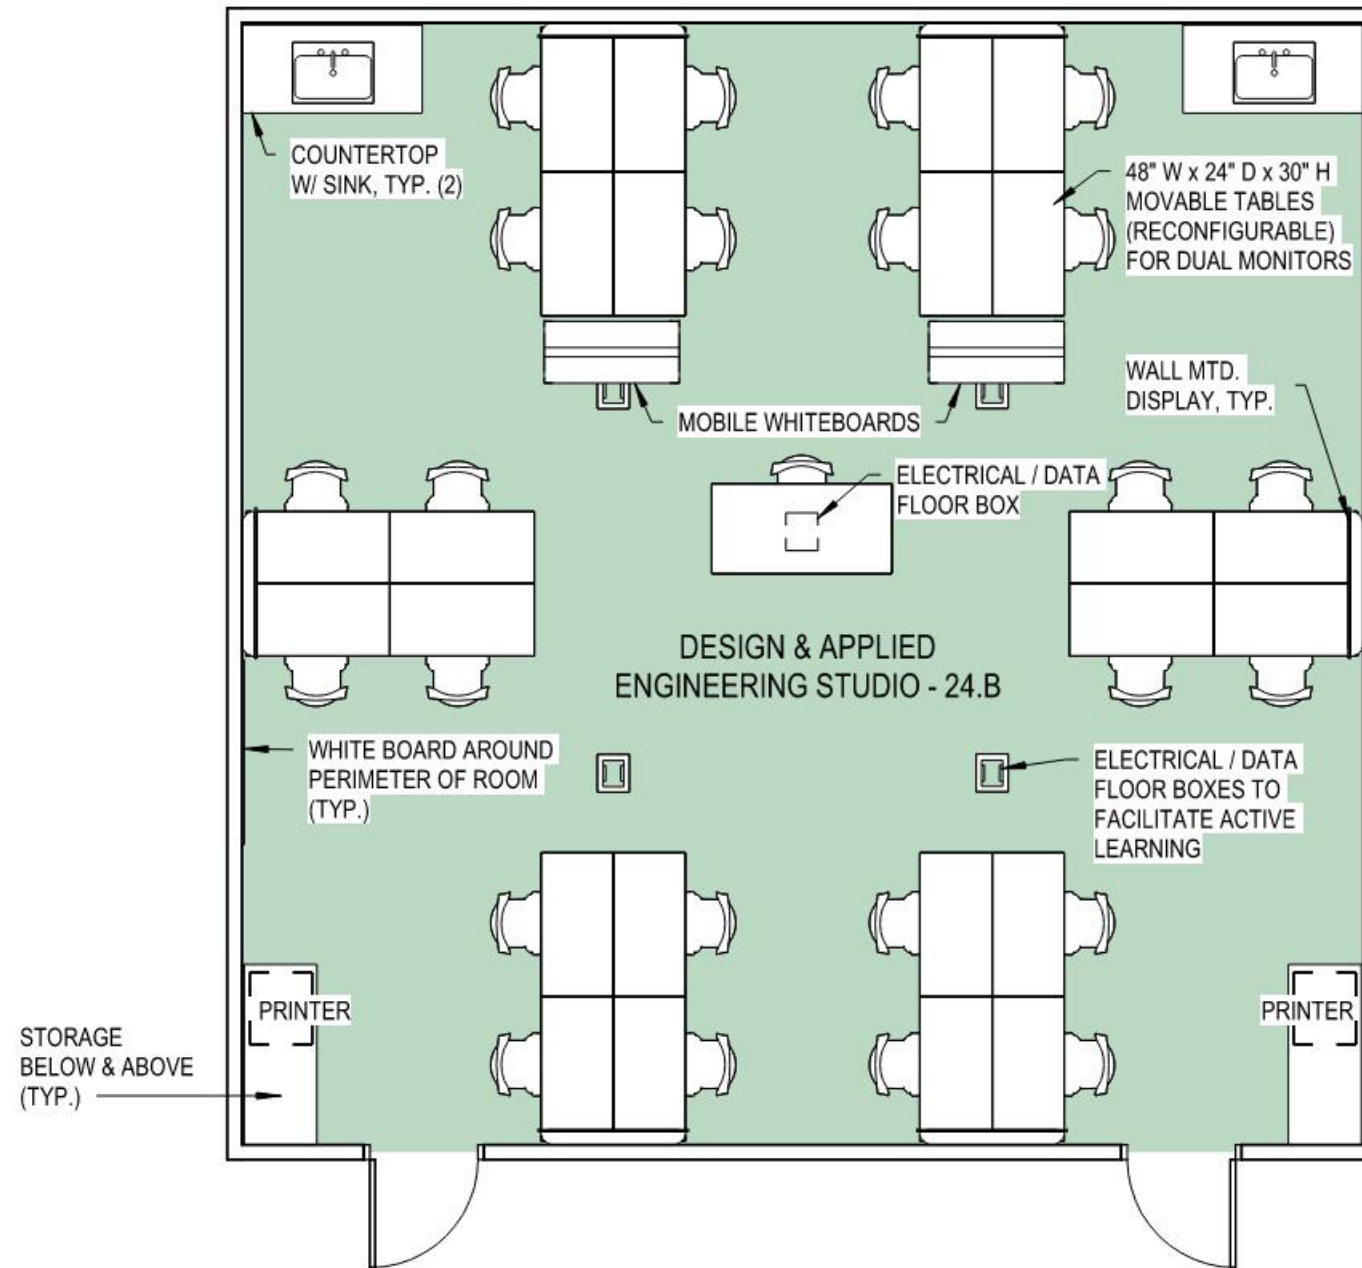 COUNTERTOP
W/ SINK, TYP. (2)
48" W x 24" D x 30" H
MOVABLE TABLES
(RECONFIGURABLE)
FOR DUAL MONITORS
WALL MTD.
DISPLAY, TYP.
MOBILE WHITEBOARDS
ELECTRICAL / DATA
FLOOR BOX
DESIGN & APPLIED
ENGINEERING STUDIO - 24.B
WHITE BOARD AROUND
PERIMETER OF ROOM
(TYP.)
ELECTRICAL / DATA
FLOOR BOXES TO
FACILITATE ACTIVE
LEARNING
PRINTER
PRINTER
STORAGE
BELOW & ABOVE
(TYP.)